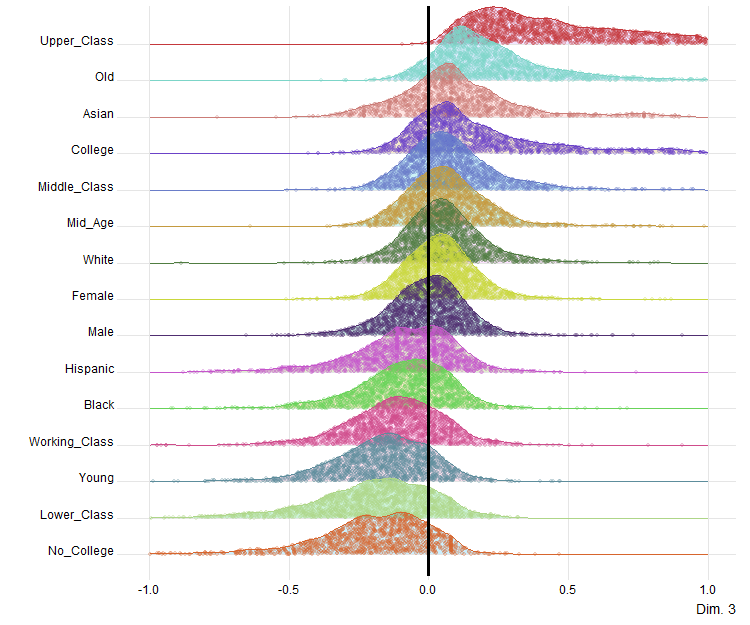 Upper_Class
Old
Asian
College
Middle_Class
Mid_Age
White
Female
Male
Hispanic
Black
Working_Class
Young
Lower_Class
No_College
-1.0 -0.5 0.0 0.5 1.0
Dim. 3